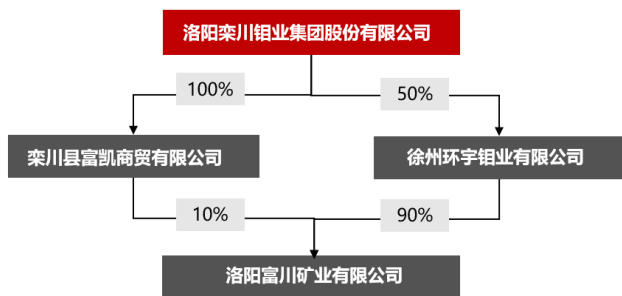 洛阳栾川钼业集团股份有限公司
100%
50%
栾川县富凯商贸有限公司
徐州环宇钼业有限公司
10%
90%
洛阳富川矿业有限公司